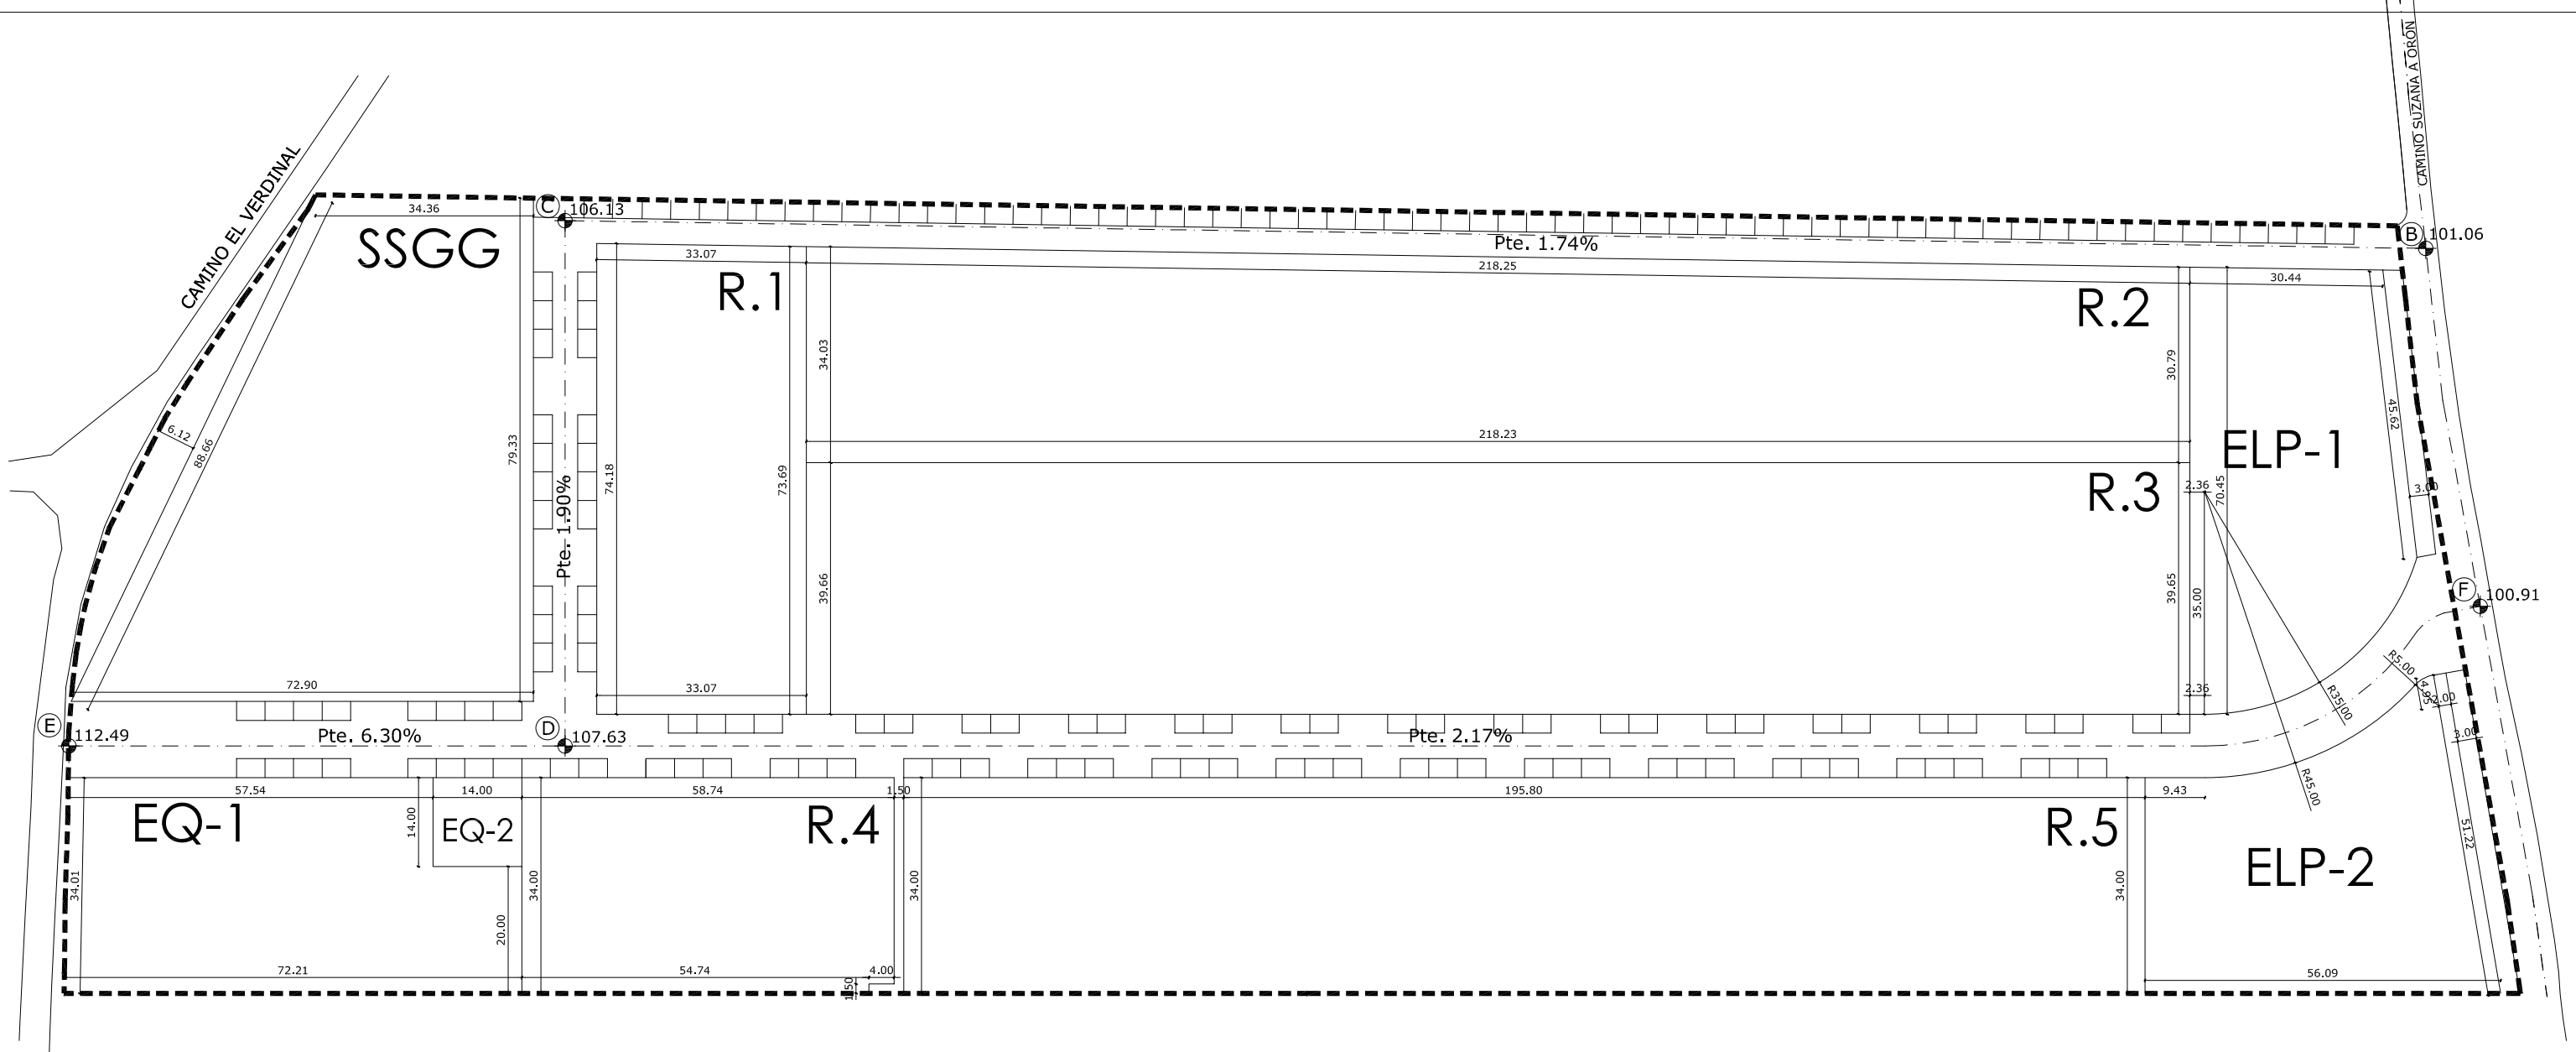 CAMINO SUZANA A ORON
CAMINO EL VERDINAL
34.36
C
106.13
SSGG
B
101.06
Pte. 1.74%
33.07
218.25
30.44
R.1
R.2
34.03
30.79
45.62
6.12
88.66
79.33
74.18
73.69
218.23
ELP-1
R.3
2.36
70.45
3.00
Pte. 1.90%
39.66
39.65
35.00
F
100.91
72.90
33.07
2.36
R5.00
4.95
2.00
R35.00
E
112.49
Pte. 6.30%
D
107.63
Pte. 2.17%
3.00
R45.00
57.54
14.00
58.74
1.50
195.80
9.43
EQ-1
14.00
EQ-2
R.4
R.5
51.22
ELP-2
34.01
34.00
34.00
34.00
20.00
72.21
54.74
4.00
1.50
56.09